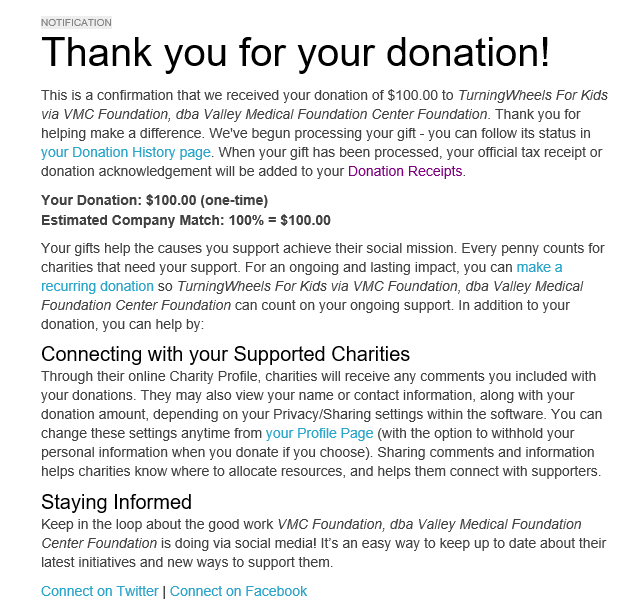 NOTIFICATION
Thank you for your donation!
This is a confirmation that we received your donation of $100.00 to TurningWheels For Kids
via VMC Foundation, dba Valley Medical Foundation Center Foundation. Thank you for
helping make a difference. We've begun processing your gift - you can follow its status in
your Donation History page. When your gift has been processed, your official tax receipt or
donation acknowledgement will be added to your Donation Receipts.
Your Donation: $100.00 (one-time)
Estimated Company Match: 100% = $100.00
Your gifts help the causes you support achieve their social mission. Every penny counts for
charities that need your support. For an ongoing and lasting impact, you can make a
recurring donation so TurningWheels For Kids via VMC Foundation, dba Valley Medical
Foundation Center Foundation can count on your ongoing support. In addition to your
donation, you can help by:
Connecting with your Supported Charities
Through their online Charity Profile, charities will receive any comments you included with
your donations. They may also view your name or contact information, along with your
donation amount, depending on your Privacy/Sharing settings within the software. You can
change these settings anytime from your Profile Page (with the option to withhold your
personal information when you donate if you choose). Sharing comments and information
helps charities know where to allocate resources, and helps them connect with supporters.
Staying Informed
Keep in the loop about the good work VMC Foundation, dba Valley Medical Foundation
Center Foundation is doing via social media! It's an easy way to keep up to date about their
latest initiatives and new ways to support them.
Connect on Twitter | Connect on Facebook